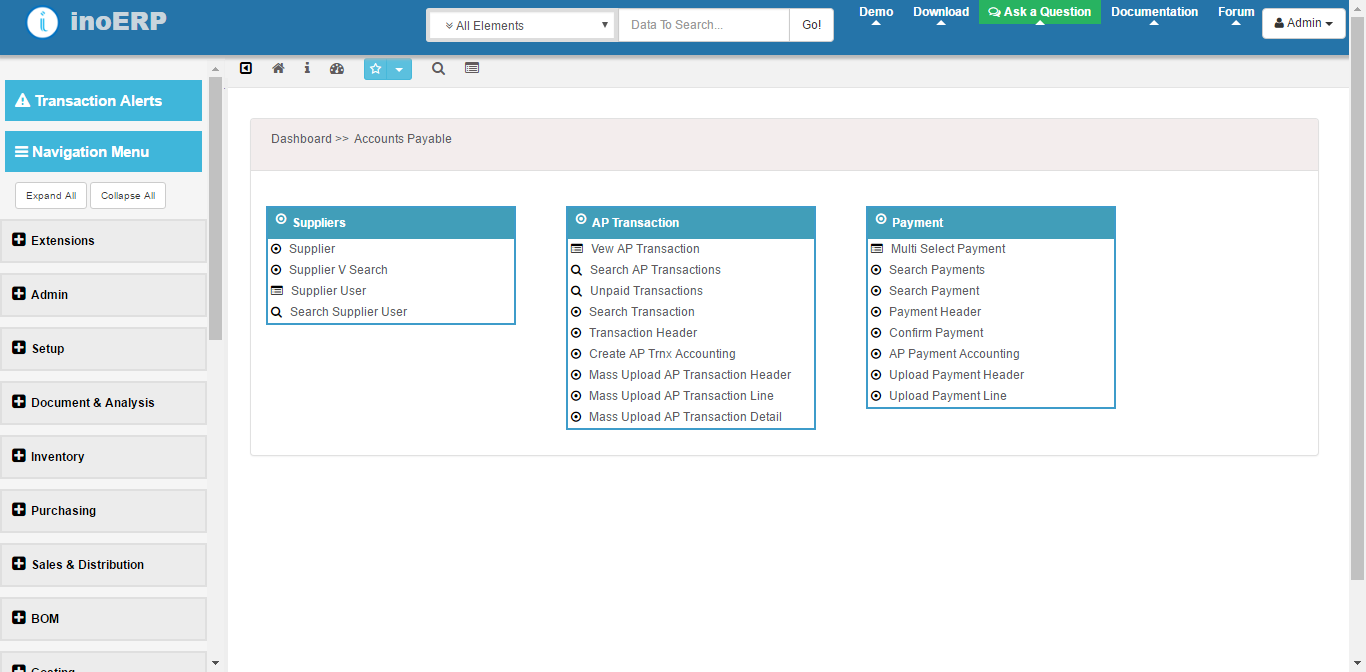 inoERP
All Elements
Data To Search...
Go!
Demo
Download
Ask a Question
Documentation
Forum
Admin
Transaction Alerts
Navigation Menu
Expand All
Collapse All
Extensions
Admin
Setup
Document & Analysis
Inventory
Purchasing
Sales & Distribution
BOM
Costing
Dashboard >> Accounts Payable
Suppliers
Supplier
Supplier V Search
Supplier User
Search Supplier User
AP Transaction
Vew AP Transaction
Search AP Transactions
Unpaid Transactions
Search Transaction
Transaction Header
Create AP Trnx Accounting
Mass Upload AP Transaction Header
Mass Upload AP Transaction Line
Mass Upload AP Transaction Detail
Payment
Multi Select Payment
Search Payments
Search Payment
Payment Header
Confirm Payment
AP Payment Accounting
Upload Payment Header
Upload Payment Line